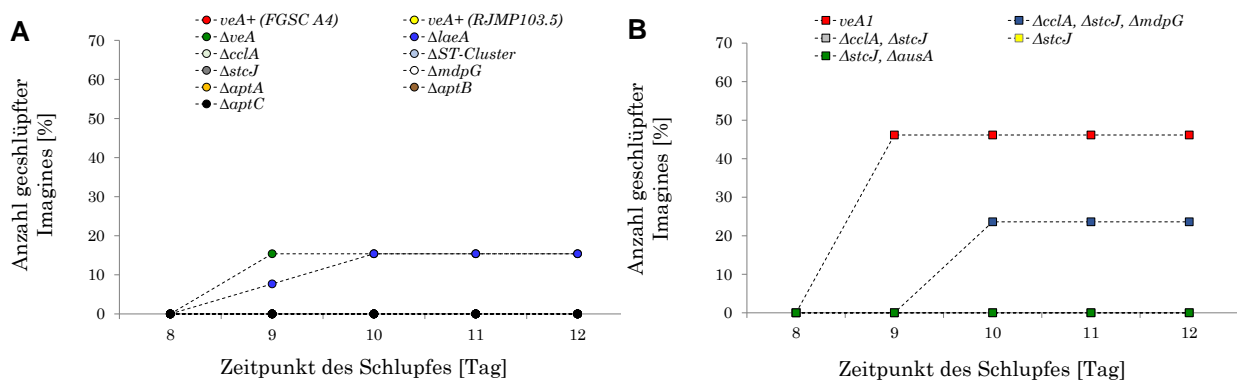 A
veA+ (FGSC A4) veA+ (RJMP103.5)
ΔveA ΔlaeA
ΔcclA ΔST-Cluster
ΔstcJ ΔmdpG
ΔaptA ΔaptB
ΔaptC
Anzahl gecshlüpfter
Imagines [%]
70
60
50
40
30
20
10
0
8 9 10 11 12
Zeitpunkt des Schlupfes [Tag]
B
veA1 ΔcclA, ΔstcJ, ΔmdpG
ΔcclA, ΔstcJ ΔstcJ
ΔstcJ, ΔausA
Anzahl geschlüpfter
Imagines [%]
70
60
50
40
30
20
10
0
8 9 10 11 12
Zeitpunkt des Schlupfes [Tag]